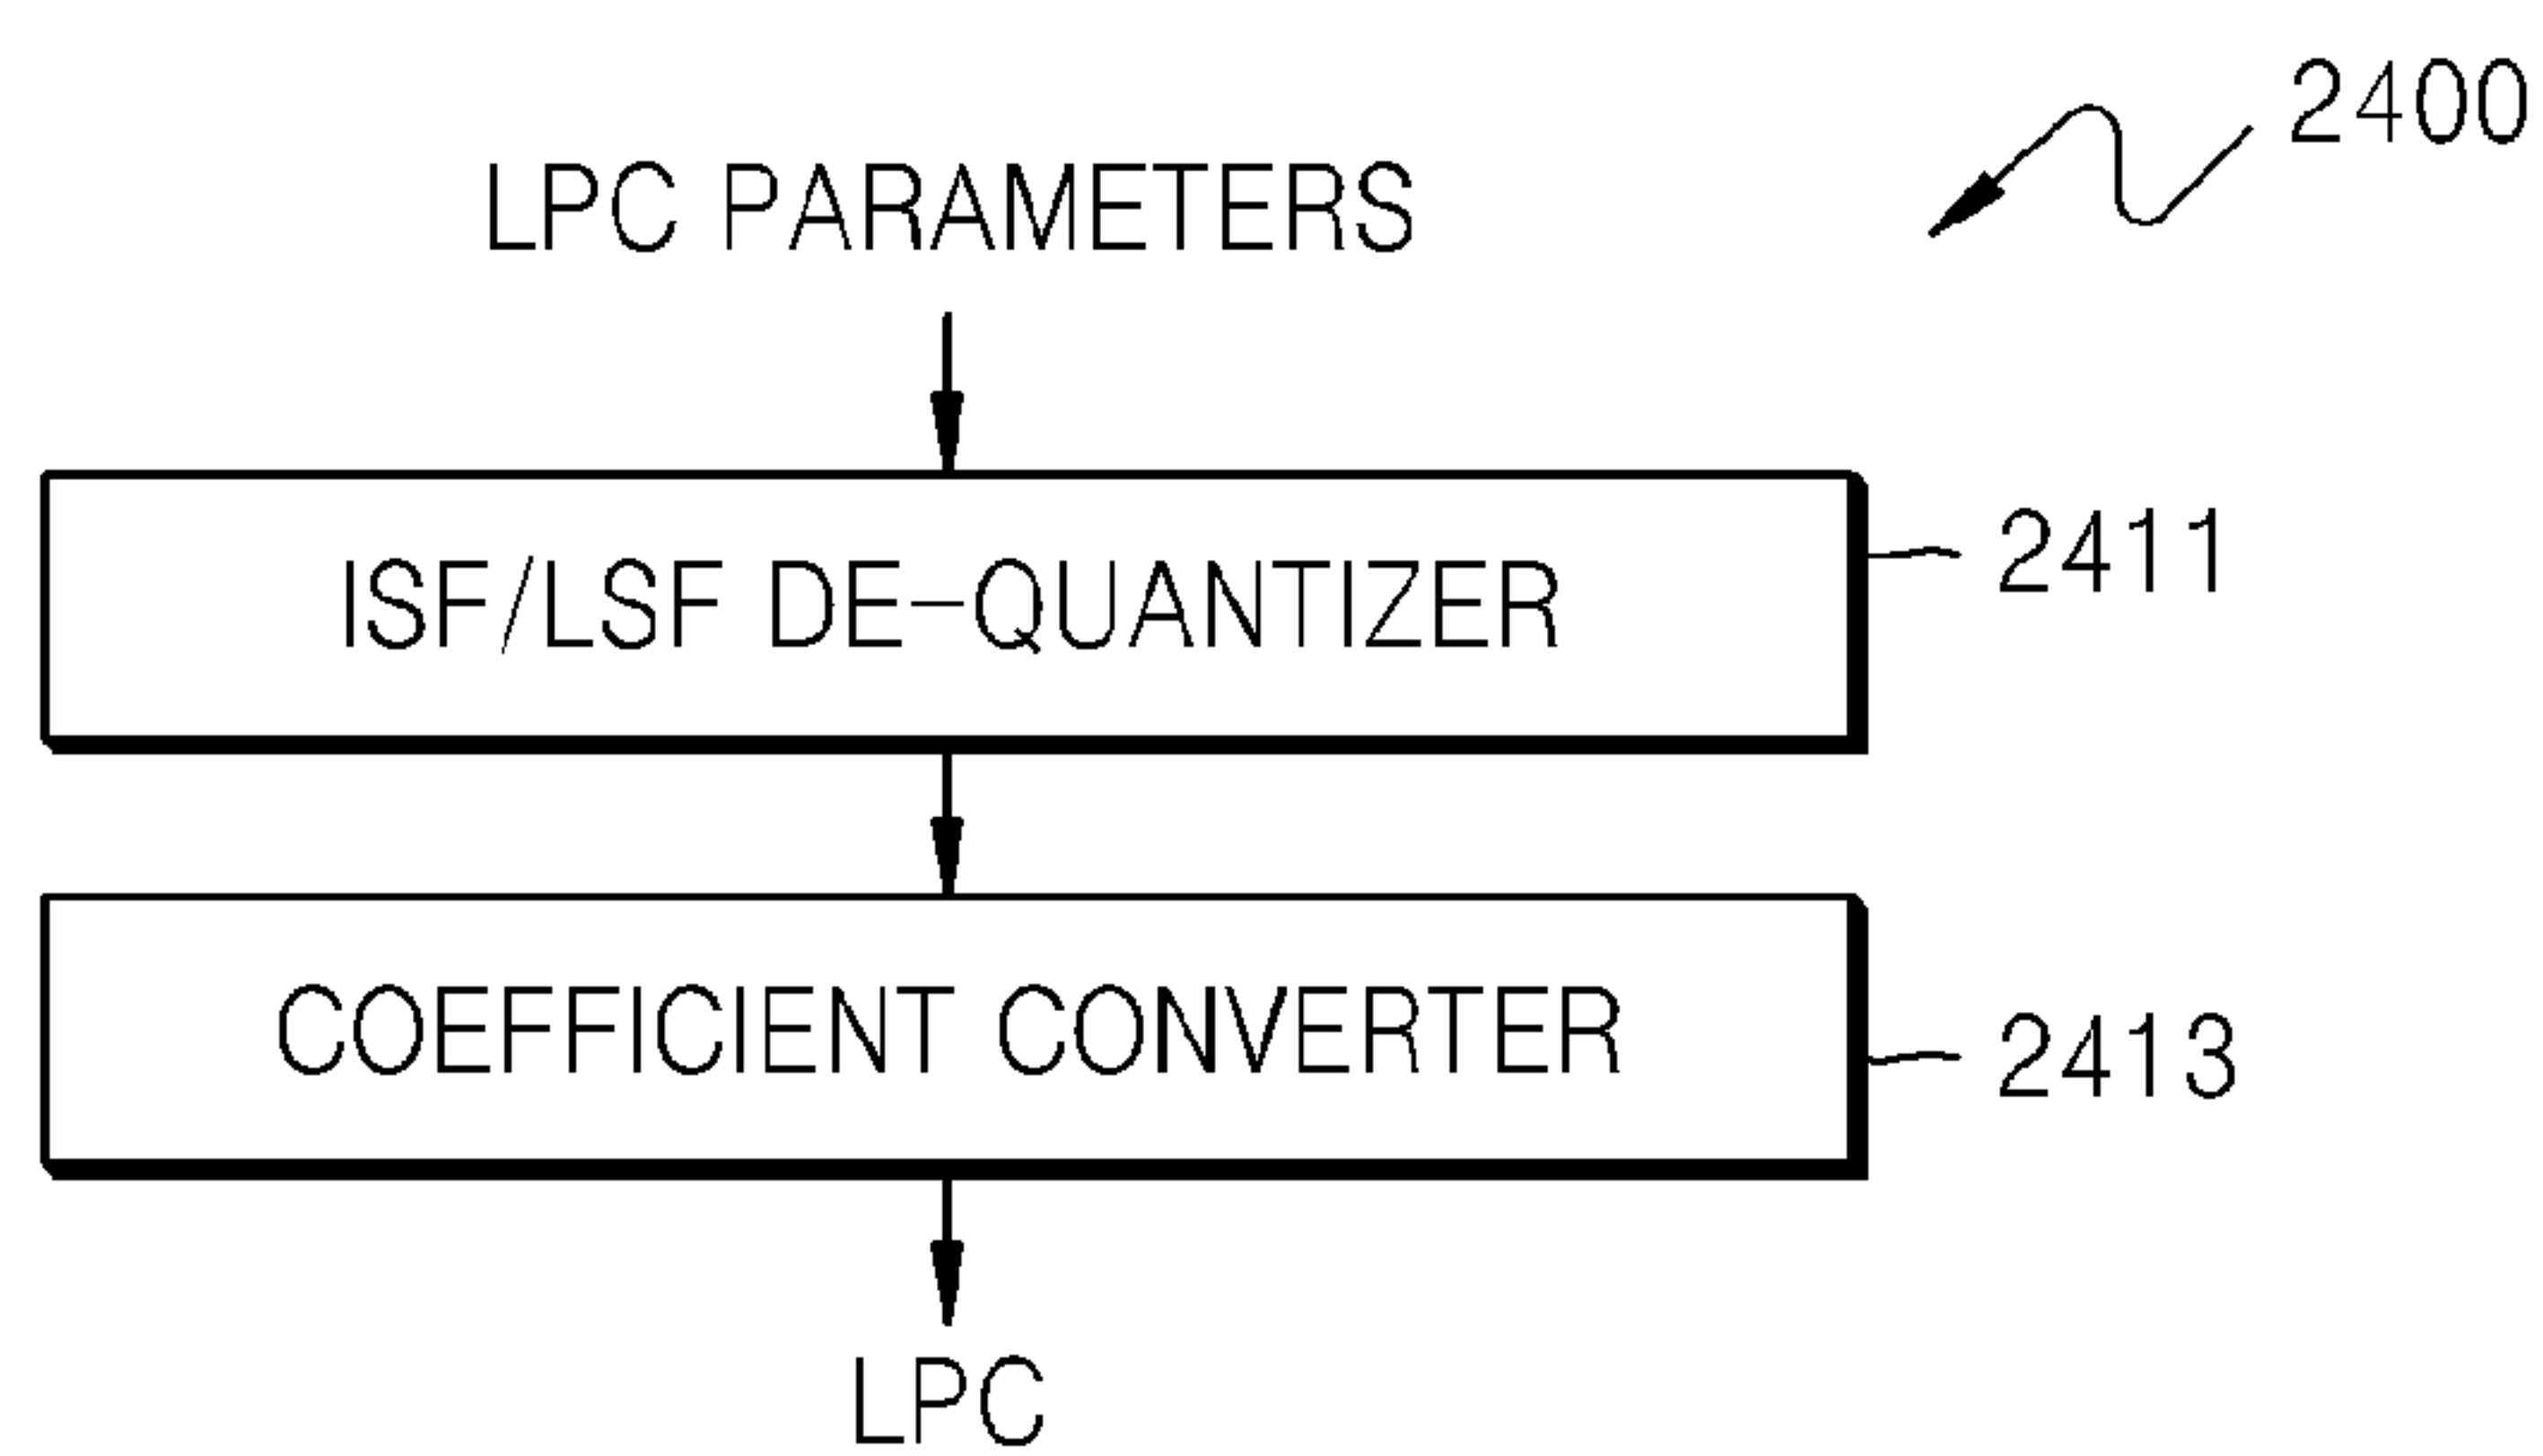 2400
LPC PARAMETERS
ISF/LSF DE-QUANTIZER
2411
COEFFICIENT CONVERTER
2413
LPC